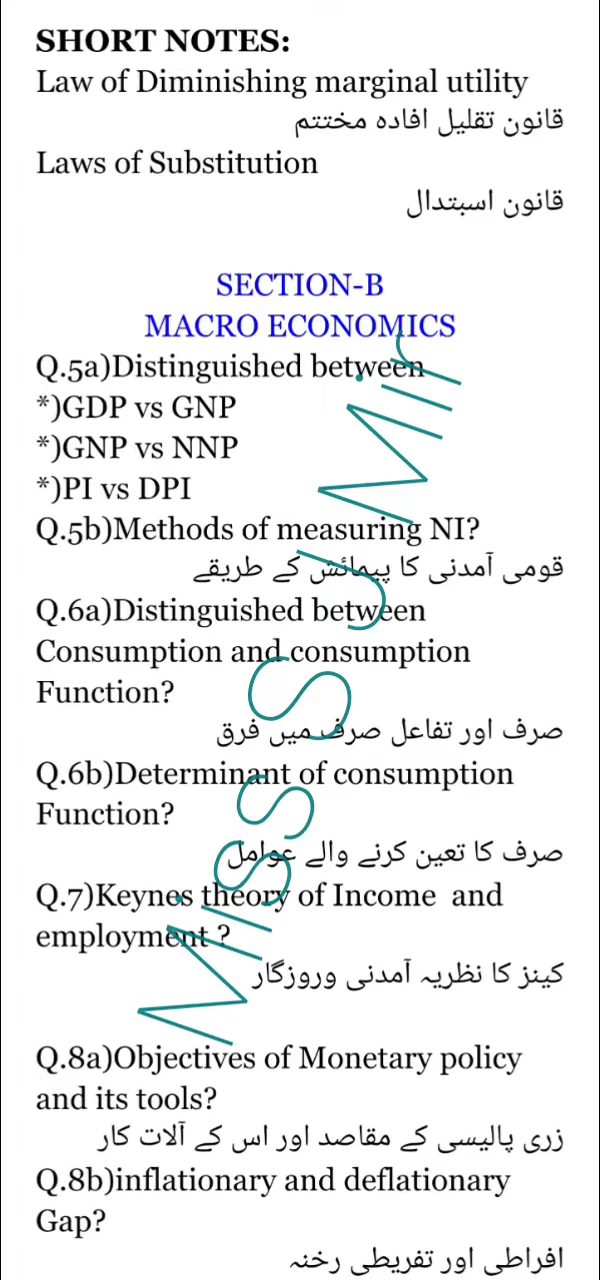 SHORT NOTES:
Law of Diminishing marginal utility
قانون تقلیل افادہ مختتم
Laws of Substitution
قانون اسبتدال
SECTION-B
MACRO ECONOMICS
Q.5a)Distinguished between
*)GDP vs GNP
*)GNP vs NNP
*)PI vs DPI
Q.5b)Methods of measuring NI?
قومی آمدنی کا پیمائش کے طریقے
Q.6a)Distinguished between
Consumption and consumption
Function?
صرف اور تفاعل صرف میں فرق
Q.6b)Determinant of consumption
Function?
صرف کا تعین کرنے والے عوامل
Q.7)Keynes theory of Income and
employment ?
کینز کا نظریہ آمدنی وروزگار
Q.8a)Objectives of Monetary policy
and its tools?
زری پالیسی کے مقاصد اور اس کے آلات کار
Q.8b)inflationary and deflationary
Gap?
افراطی اور تفریطی رخنہ
Miss S J Mir